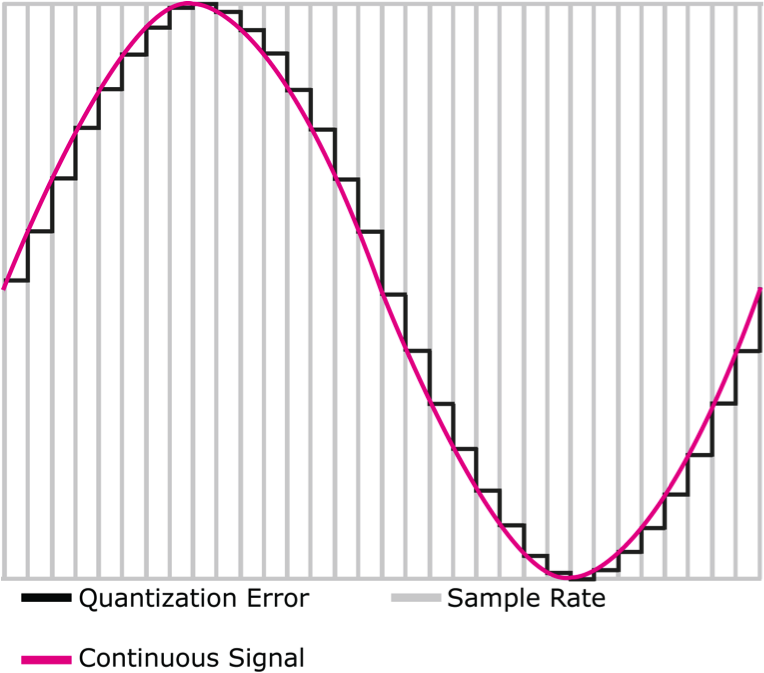 Quantization Error
Sample Rate
Continuous Signal